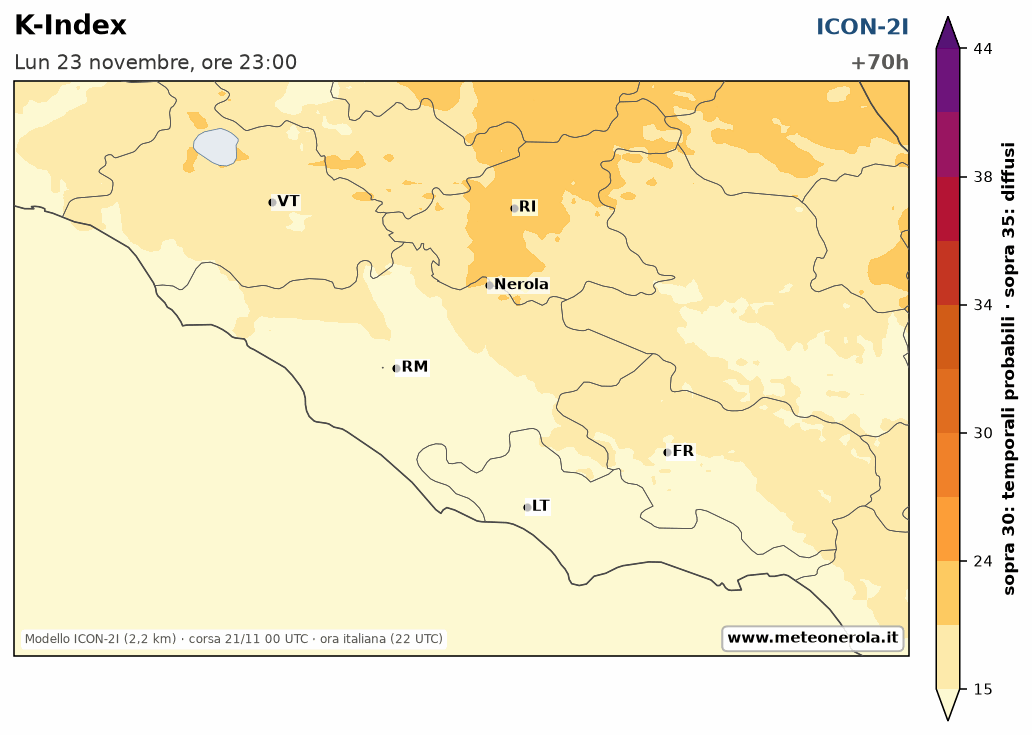 K-Index
ICON-2I
Lun 23 novembre, ore 23:00
+70h
44
38
34
30
24
15
sopra 30: temporali probabili · sopra 35: diffusi
VT
RI
Nerola
RM
FR
LT
Modello ICON-2I (2,2 km) · corsa 21/11 00 UTC · ora italiana (22 UTC)
www.meteonerola.it